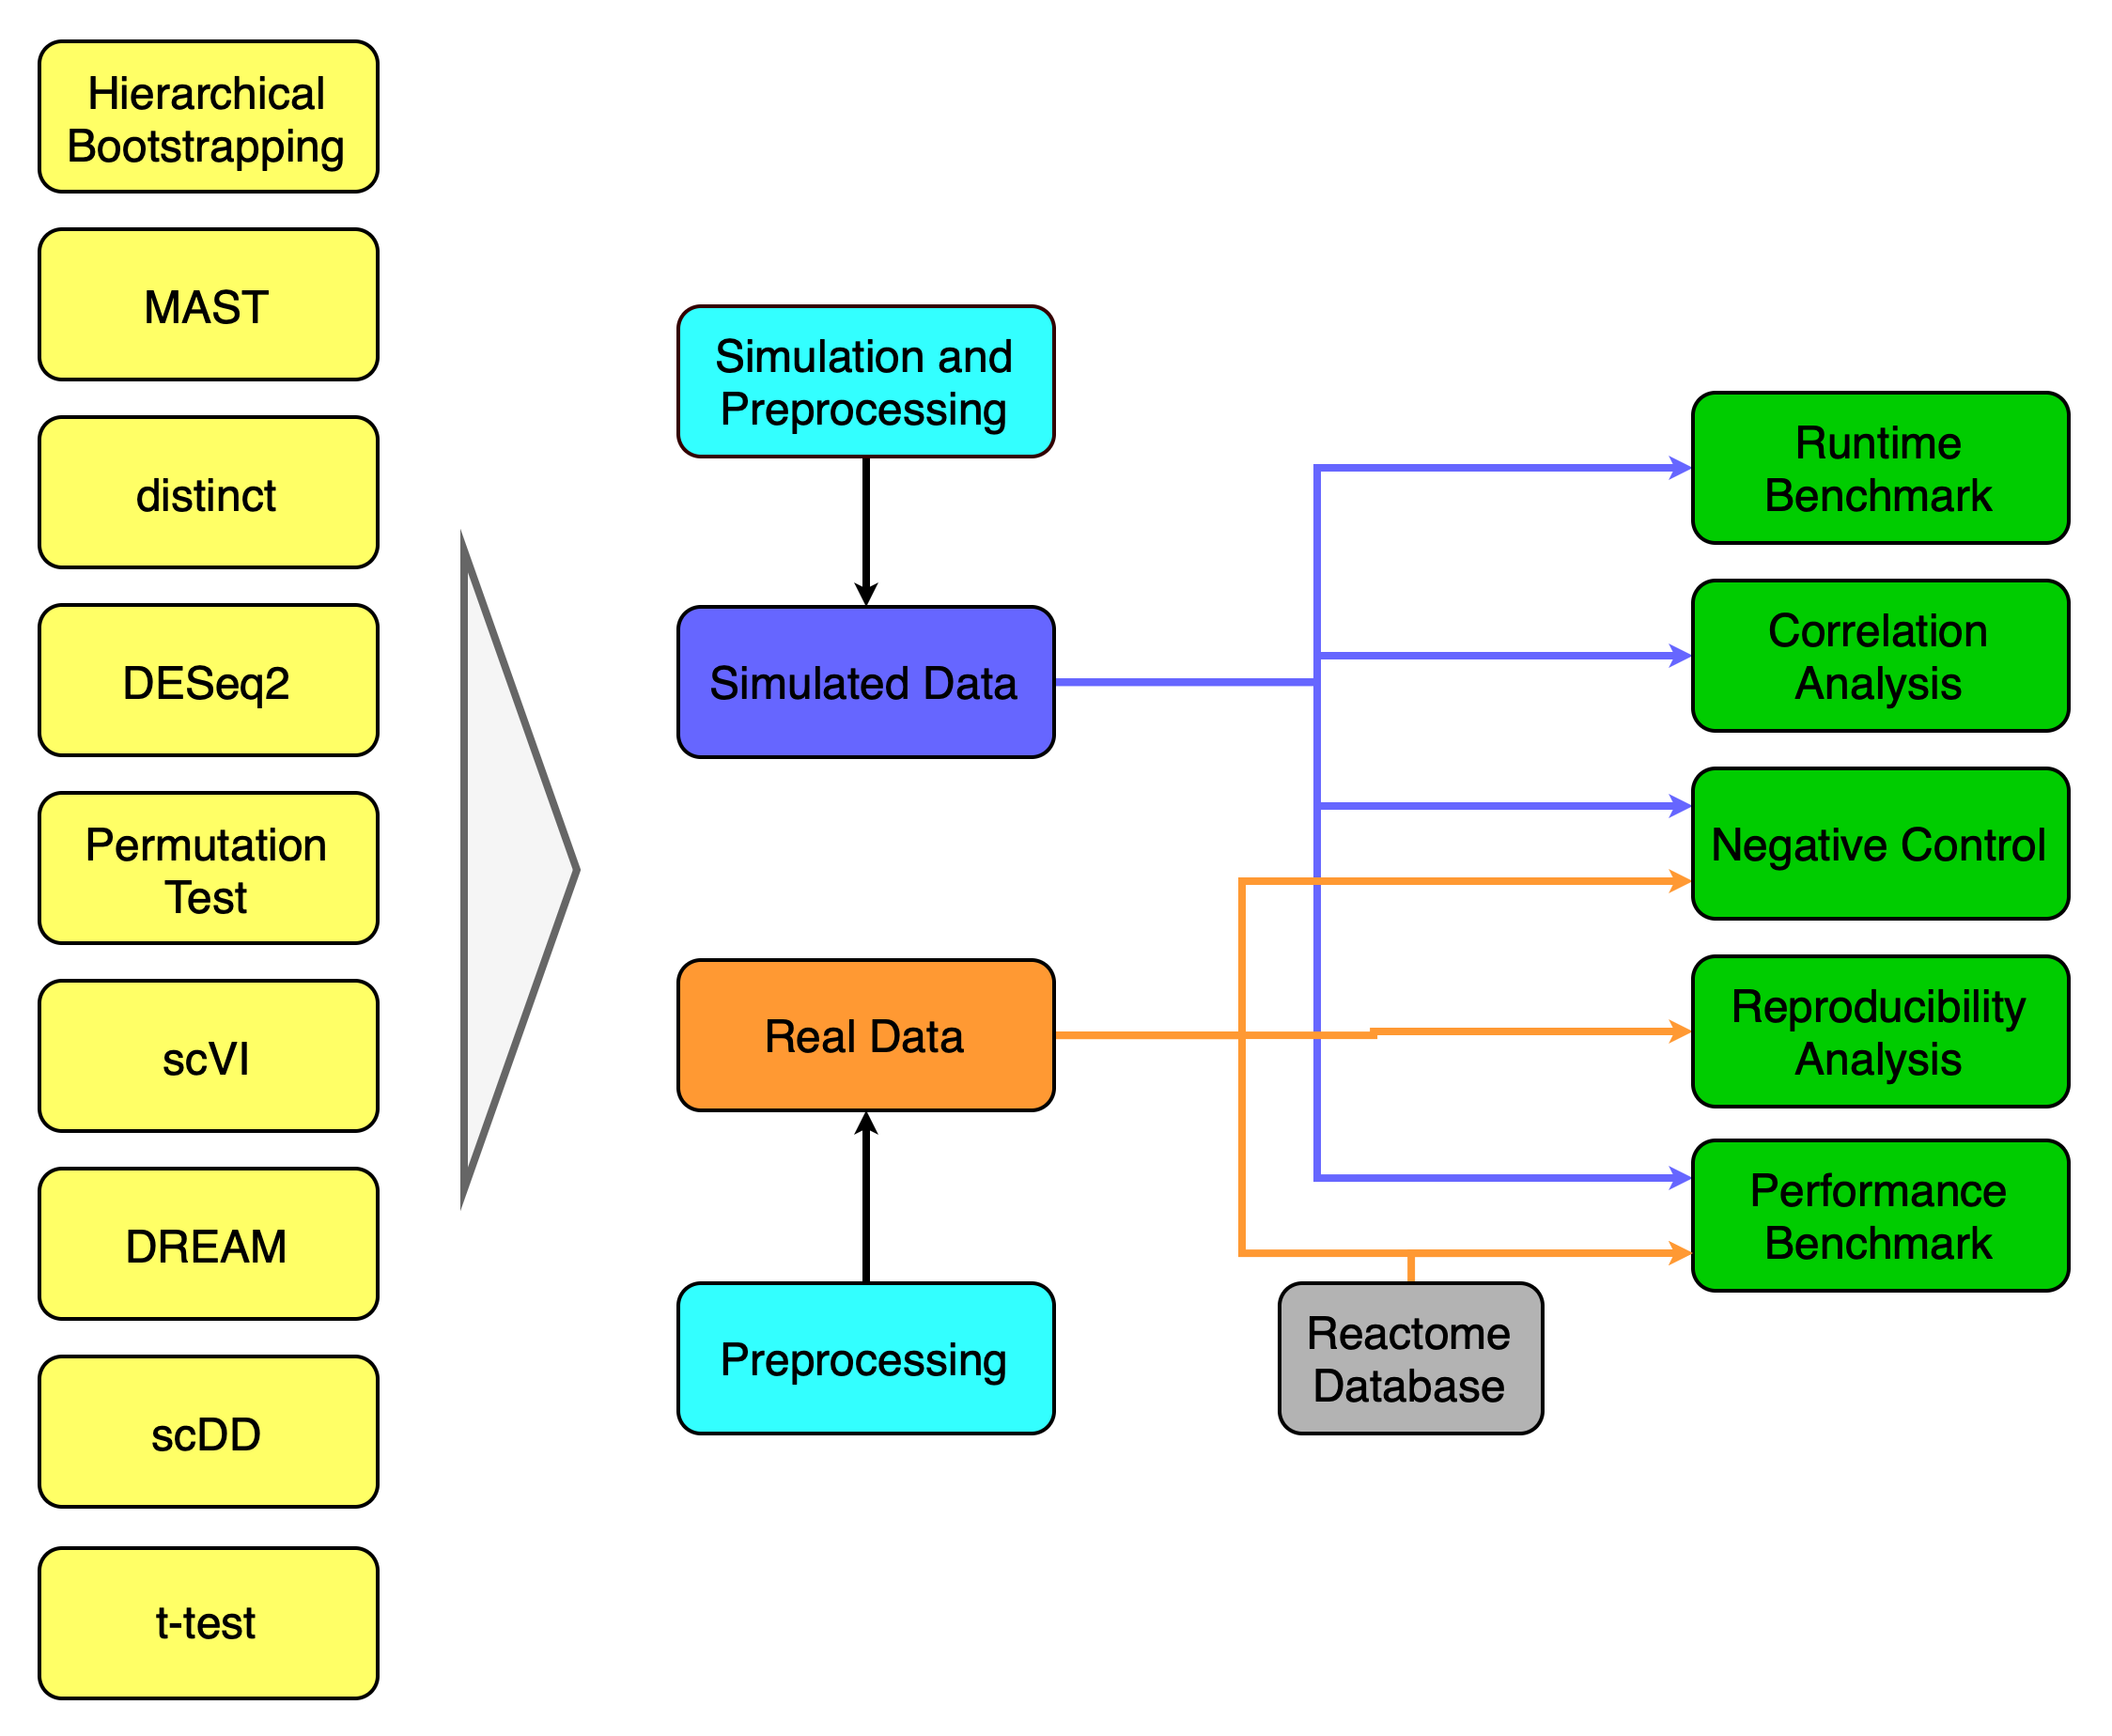 Hierarchical
Bootstrapping
MAST
distinct
DESeq2
Permutation
Test
scVI
DREAM
scDD
t-test
Simulation and
Preprocessing
Simulated Data
Real Data
Preprocessing
Reactome
Database
Runtime
Benchmark
Correlation
Analysis
Negative Control
Reproducibility
Analysis
Performance
Benchmark